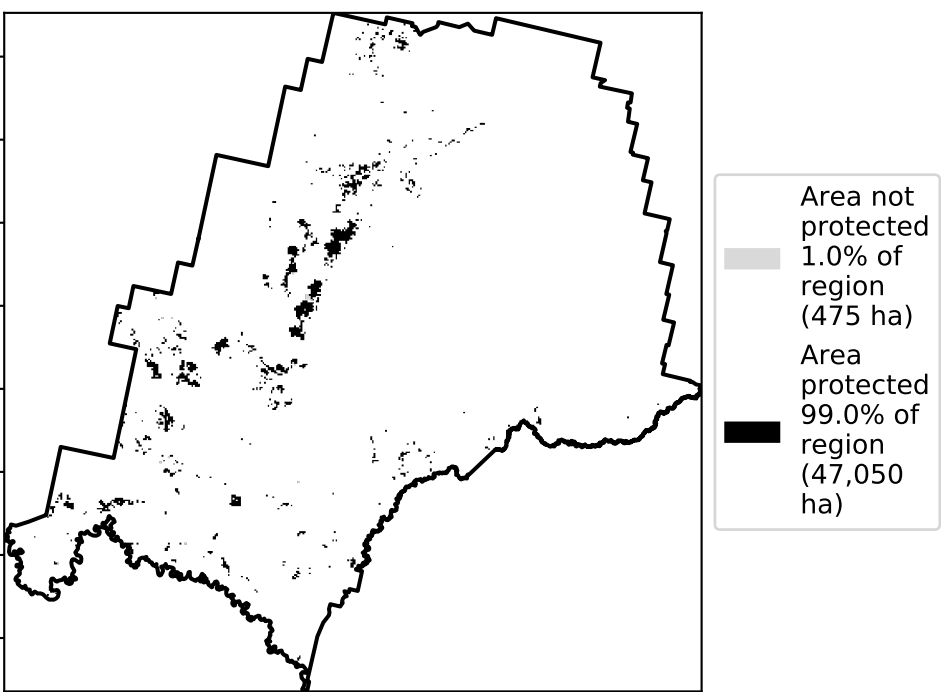 Area not
protected
1.0% of
region
(475 ha)
Area
protected
99.0% of
region
(47,050
ha)